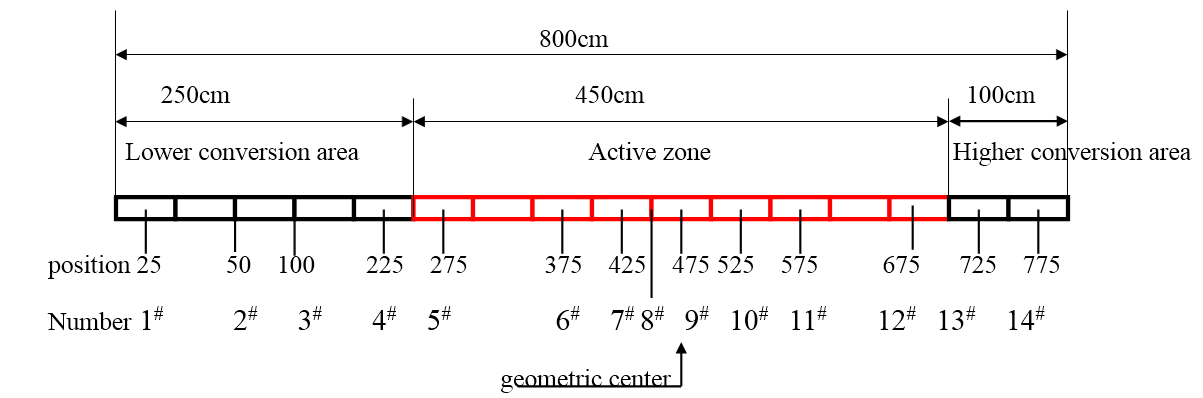 800cm
250cm 450cm 100cm
Lower conversion area Active zone Higher conversion area
position 25 50 100 225 275 375 425 475 525 575 675 725 775
Number 1# 2# 3# 4# 5# 6# 7# 8# 9# 10# 11# 12# 13# 14#
geometric center